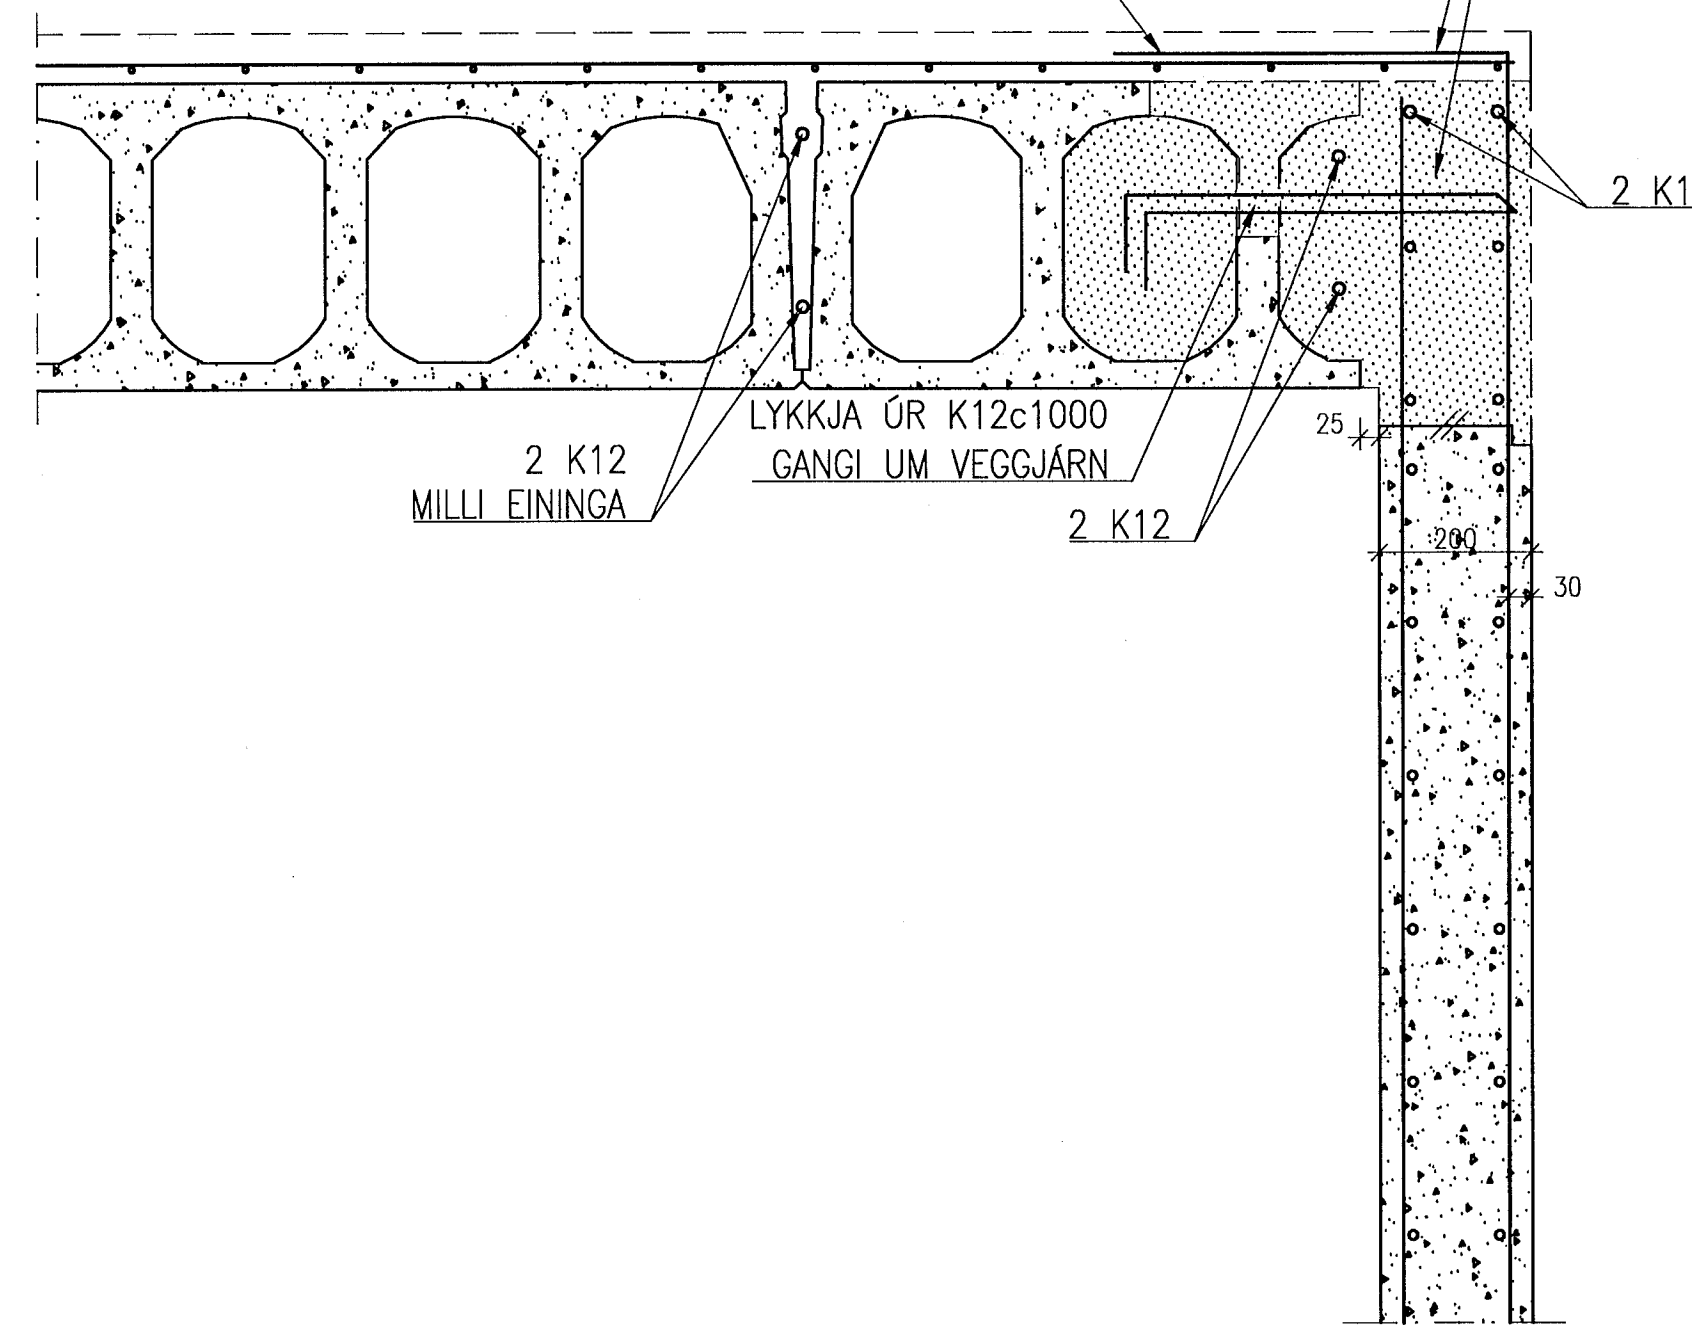 2 K1
LYKKJA ÚR K12c1000
GANGI UM VEGGJÁRN
25
2 K12
MILLI EININGA
2 K12
200
30